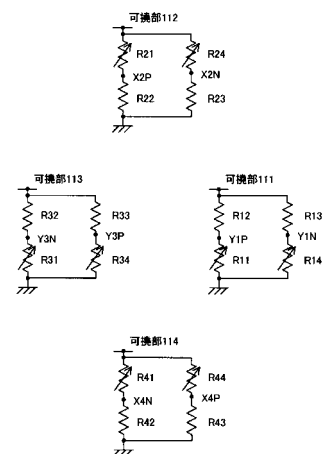 可撓部112
R21 R24
X2P X2N
R22 R23
可撓部113
R32 R33
Y3N Y3P
R31 R34
可撓部111
R12 R13
Y1P Y1N
R11 R14
可撓部114
R41 R44
X4N X4P
R42 R43